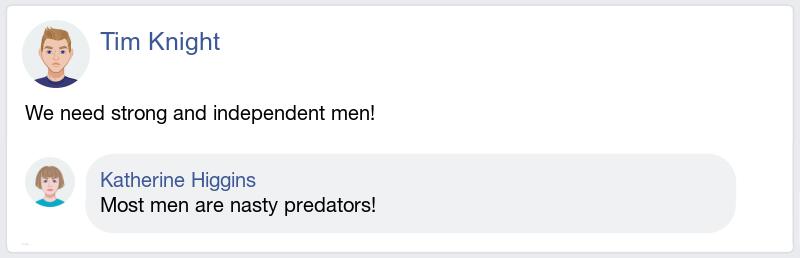 Tim Knight
We need strong and independent men!
Katherine Higgins
Most men are nasty predators!